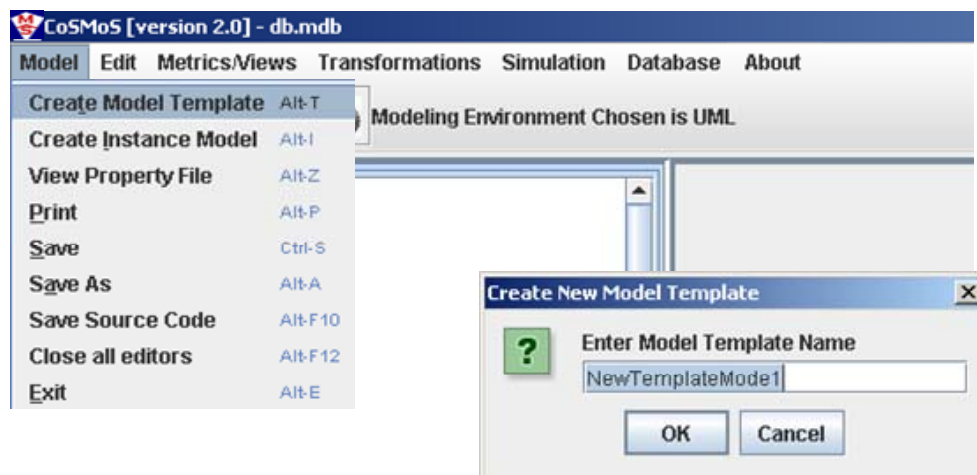 CoSMoS [version 2.0] - db.mdb
Model Edit Metrics/Views Transformations Simulation Database About
Create Model Template Alt-T
Modeling Environment Chosen is UML
Create Instance Model Alt-I
View Property File Alt-Z
Print Alt-P
Save Ctrl-S
Save As Alt-A
Save Source Code Alt-F10
Close all editors Alt-F12
Exit Alt-E
Create New Model Template
Enter Model Template Name
NewTemplateMode1
OK Cancel